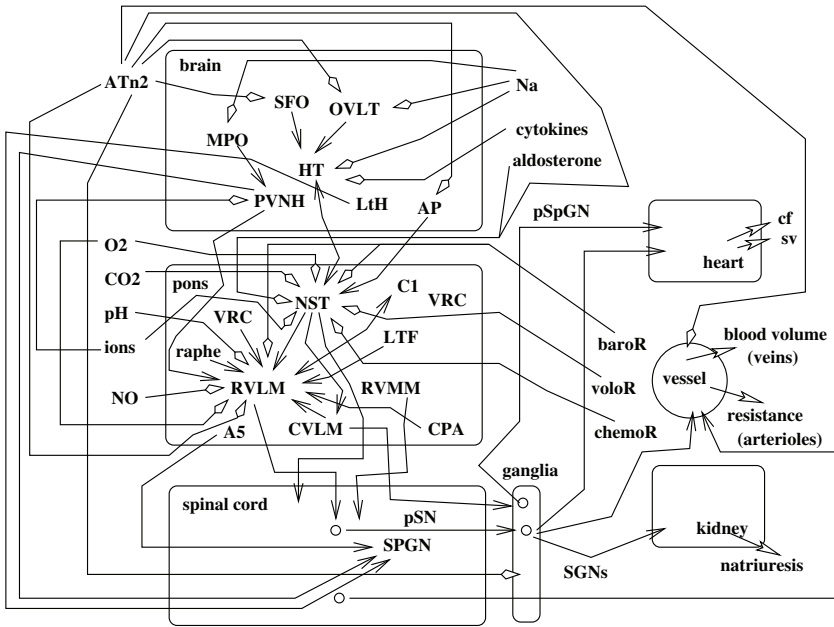 brain
ATn2
SFO
OVLT
Na
MPO
cytokines
HT
aldosterone
PVNH
LtH
AP
pSpGN
cf
sv
heart
O2
CO2
pons
C1
VRC
NST
pH
VRC
baroR
blood volume
(veins)
ions
raphe
LTF
voloR
vessel
RVLM
RVMM
NO
resistance
(arterioles)
A5
CVLM
CPA
chemoR
ganglia
spinal cord
pSN
kidney
SPGN
SGNs
natriuresis